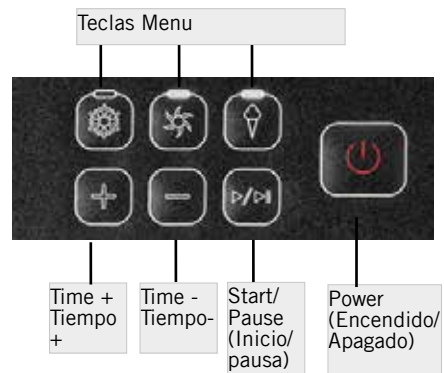 Teclas Menu
Time +
Tiempo
+
Time -
Tiempo-
Start/
Pause
(Inicio/
pausa)
Power
(Encendido/
Apagado)